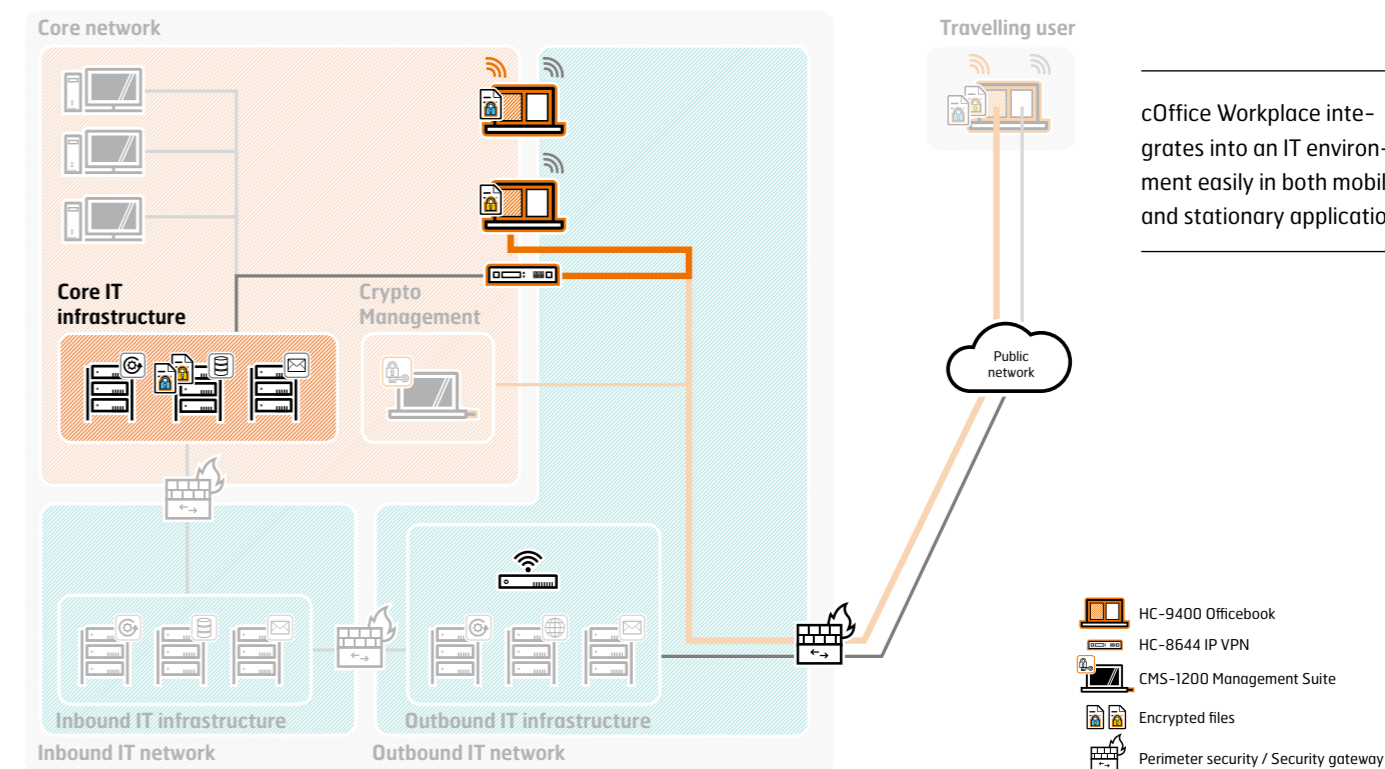 Core network
Travelling user
cOffice Workplace inte-
grates into an IT environ-
ment easily in both mobil
and stationary applicatio
Core IT
infrastructure
Crypto
Management
Public
network
Inbound IT infrastructure
Outbound IT infrastructure
Inbound IT network
Outbound IT network
HC-9400 Officebook
HC-8644 IP VPN
CMS-1200 Management Suite
Encrypted files
Perimeter security / Security gateway